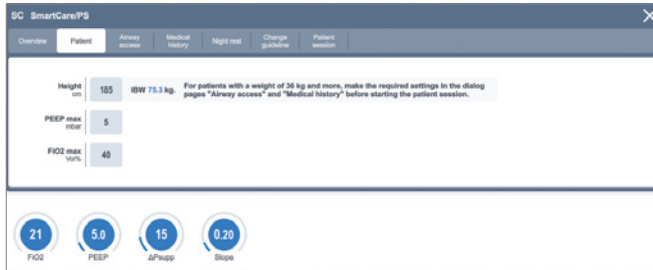 SC SmartCare/PS
Overview
Patient
Airway
access
Medical
history
Night rest
Change
guideline
Patient
session
Height
cm
185
IBW 75.3 kg.
For patients with a weight of 36 kg and more, make the required settings in the dialog
pages "Airway access" and "Medical history" before starting the patient session.
PEEP max
mbar
5
FiO2 max
Vol%
40
21
5.0
15
0.20
FiO2
PEEP
ΔPsupp
Slope